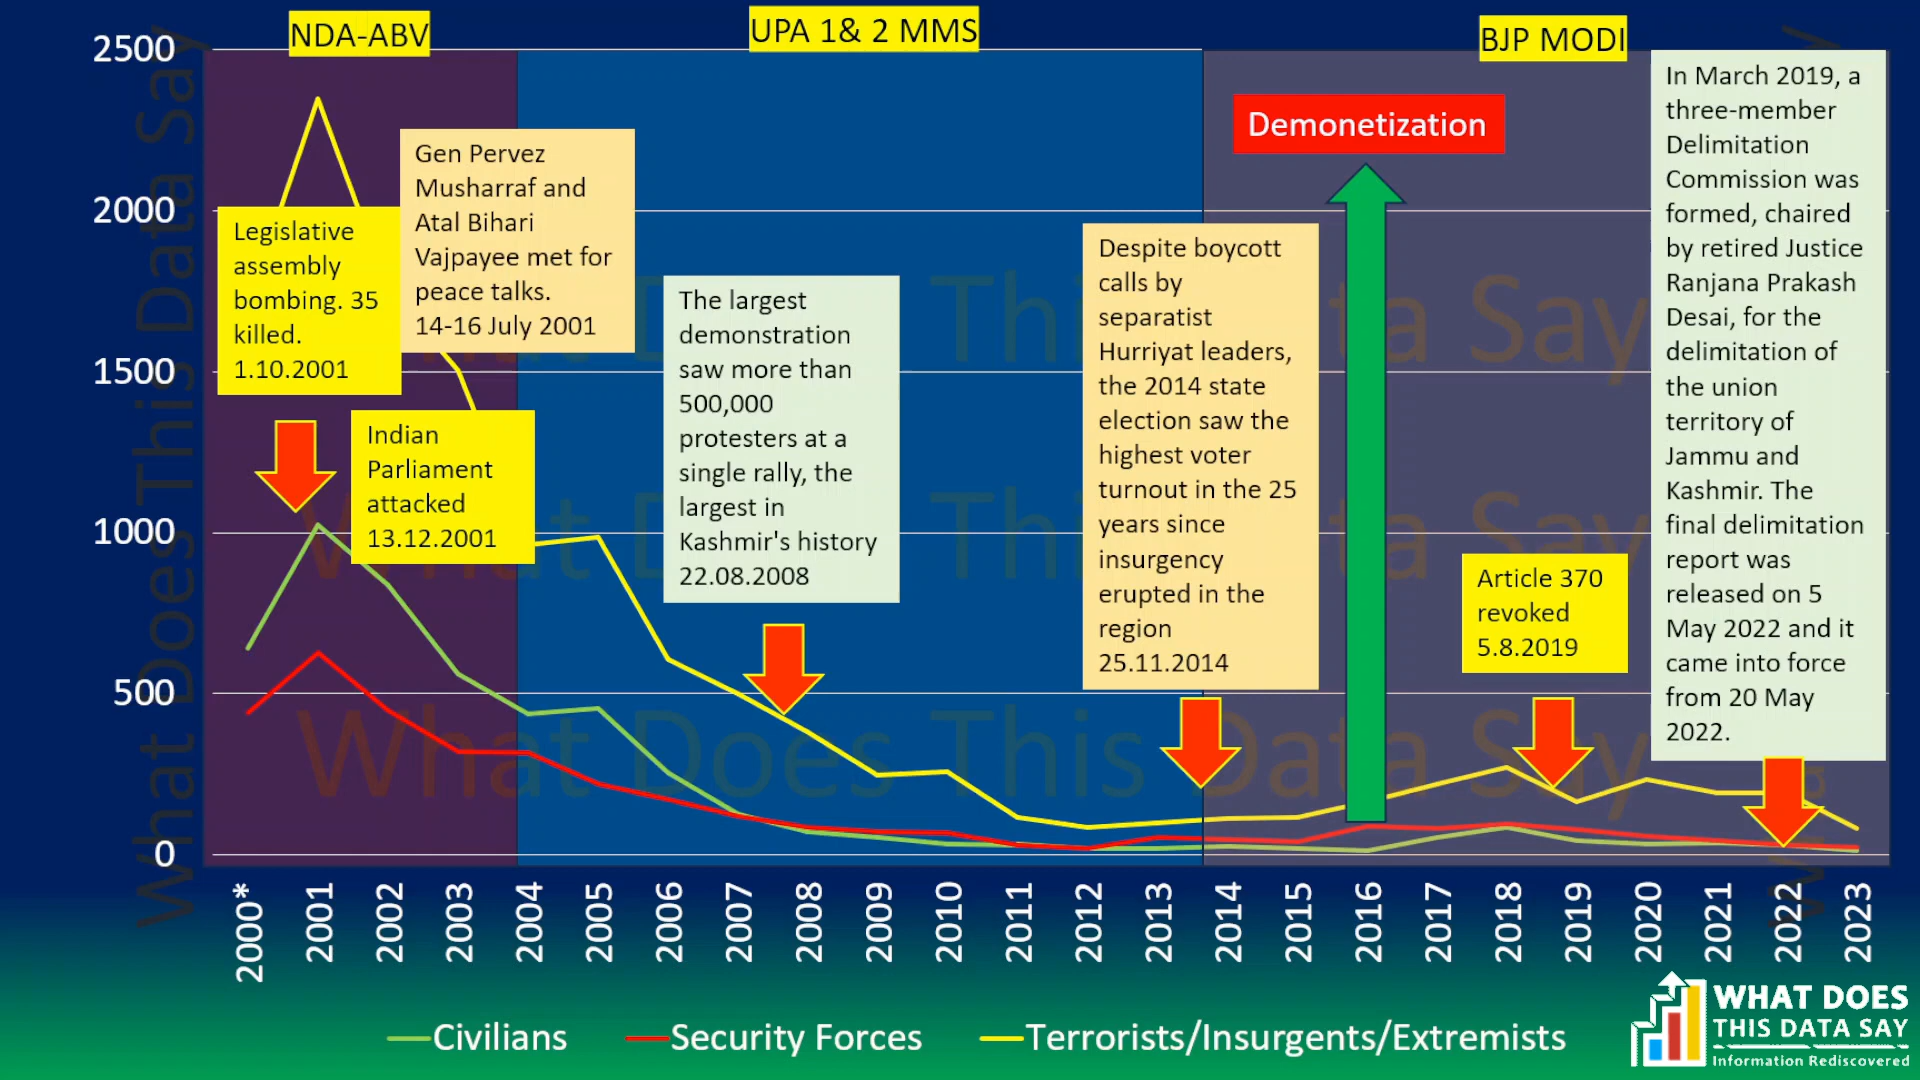 NDA-ABV
UPA 1& 2 MMS
BJP MODI
2500
2000
1500
1000
500
0
Legislative
assembly
bombing. 35
killed.
1.10.2001
Gen Pervez
Musharraf and
Atal Bihari
Vajpayee met for
peace talks.
14-16 July 2001
Indian
Parliament
attacked
13.12.2001
The largest
demonstration
saw more than
500,000
protesters at a
single rally, the
largest in
Kashmir's history
22.08.2008
Despite boycott
calls by
separatist
Hurriyat leaders,
the 2014 state
election saw the
highest voter
turnout in the 25
years since
insurgency
erupted in the
region
25.11.2014
Demonetization
Article 370
revoked
5.8.2019
In March 2019, a
three-member
Delimitation
Commission was
formed, chaired
by retired Justice
Ranjana Prakash
Desai, for the
delimitation of
the union
territory of
Jammu and
Kashmir. The
final delimitation
report was
released on 5
May 2022 and it
came into force
from 20 May
2022.
2000*
2001
2002
2003
2004
2005
2006
2007
2008
2009
2010
2011
2012
2013
2014
2015
2016
2017
2018
2019
2020
2021
2022
2023
Civilians
Security Forces
Terrorists/Insurgents/Extremists
What Does This Data Say
WHAT DOES
THIS DATA SAY
Information Rediscovered